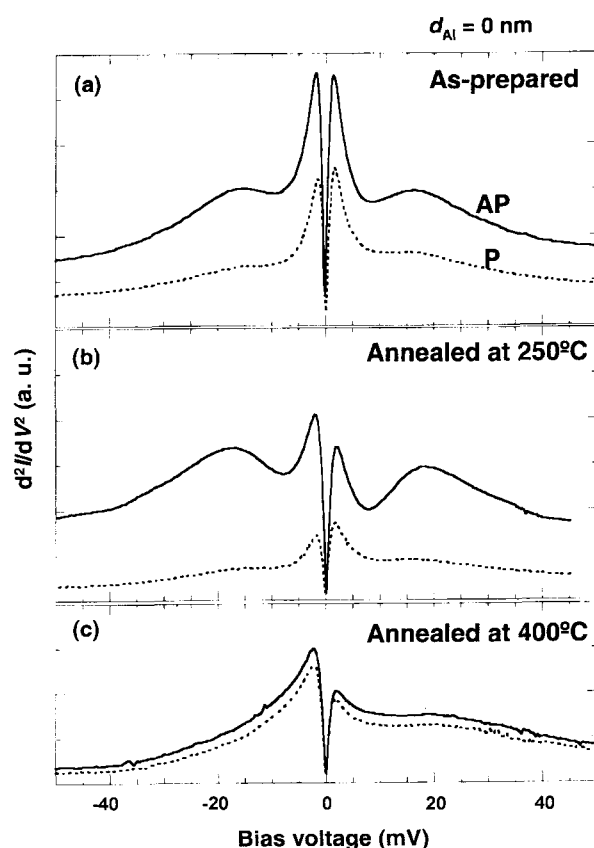 d_Al = 0 nm
(a)
As-prepared
AP
P
(b)
Annealed at 250ºC
(c)
Annealed at 400ºC
d²I/dV² (a. u.)
-40 -20 0 20 40
Bias voltage (mV)